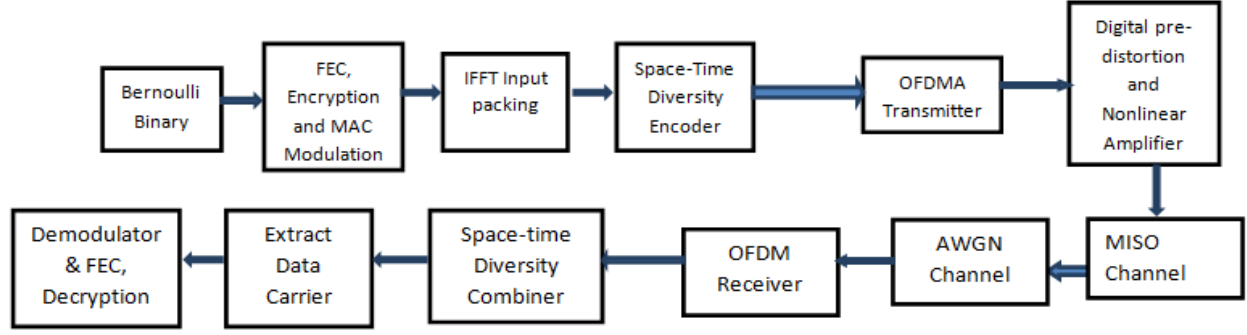 Bernoulli
Binary
FEC,
Encryption
and MAC
Modulation
IFFT Input
packing
Space-Time
Diversity
Encoder
OFDMA
Transmitter
Digital pre-
distortion
and
Nonlinear
Amplifier
Demodulator
& FEC,
Decryption
Extract
Data
Carrier
Space-time
Diversity
Combiner
OFDM
Receiver
AWGN
Channel
MISO
Channel